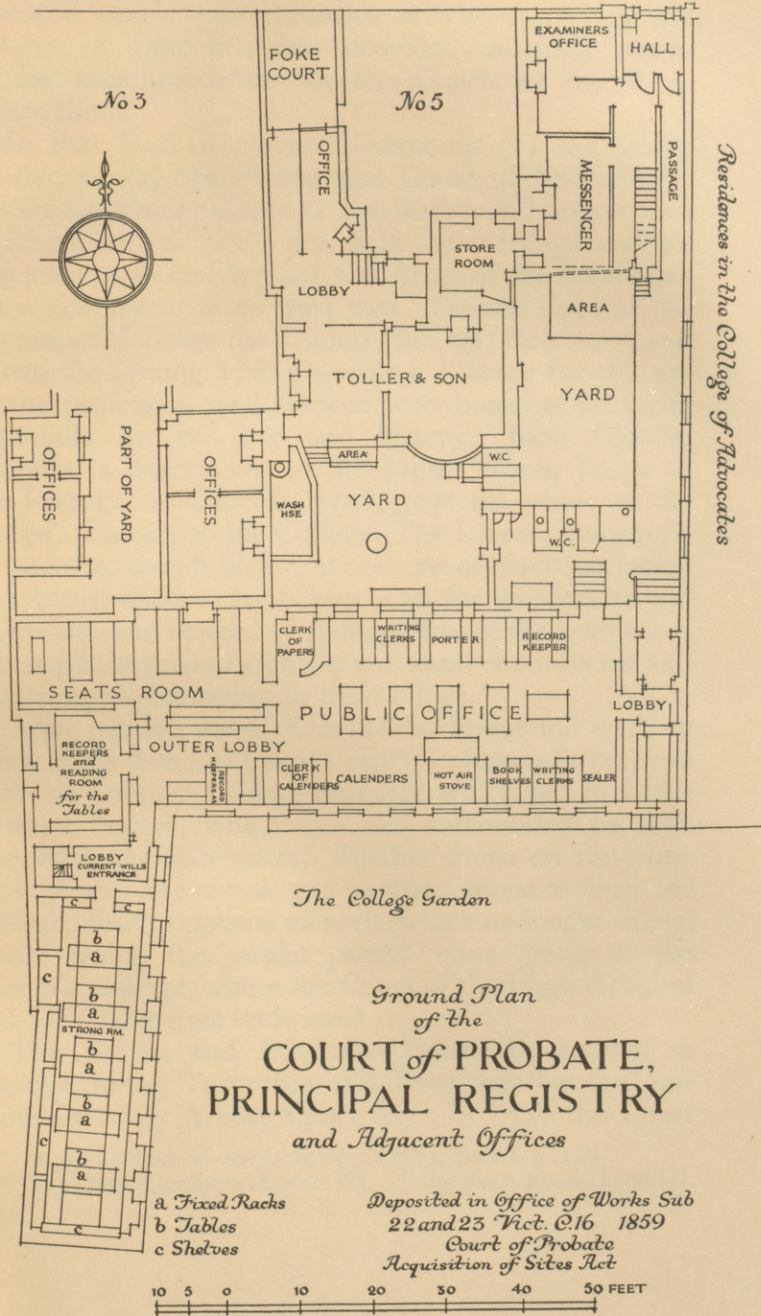 FOKE
COURT
EXAMINERS
OFFICE
HALL
No 3
No 5
OFFICE
MESSENGER
PASSAGE
Residences in the College of Advocates
STORE
ROOM
LOBBY
AREA
TOLLER & SON
YARD
OFFICES
PART OF YARD
OFFICES
AREA
W.C.
WASH
HSE
YARD
W.C.
CLERK
OF
PAPERS
WRITING
CLERKS
PORTER
RECORD
KEEPER
SEATS ROOM
PUBLIC OFFICE
LOBBY
OUTER LOBBY
RECORD
KEEPERS
and
READING
ROOM
for the
Tables
RECORD
KEEPERS AS
CLERK
OF
CALENDERS
CALENDERS
HOT AIR
STOVE
BOOK
SHELVES
WRITING
CLERKS
SEALER
LOBBY
CURRENT WILLS
ENTRANCE
c
c
The College Garden
b
a
c
b
a
STRONG RM.
b
a
b
a
c
b
a
c
Ground Plan
of the
COURT of PROBATE,
PRINCIPAL REGISTRY
and Adjacent Offices
a Fixed Racks
b Tables
c Shelves
Deposited in Office of Works Sub
22 and 23 Vict. C.16 1859
Court of Probate
Acquisition of Sites Act
10 5 0 10 20 30 40 50 FEET